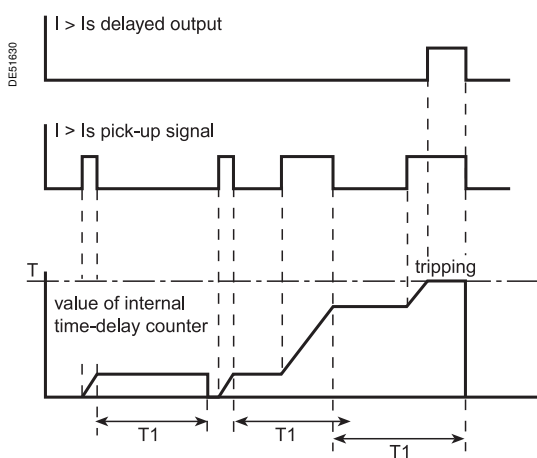 DE51630
I > Is delayed output
I > Is pick-up signal
T
tripping
value of internal
time-delay counter
T1
T1
T1